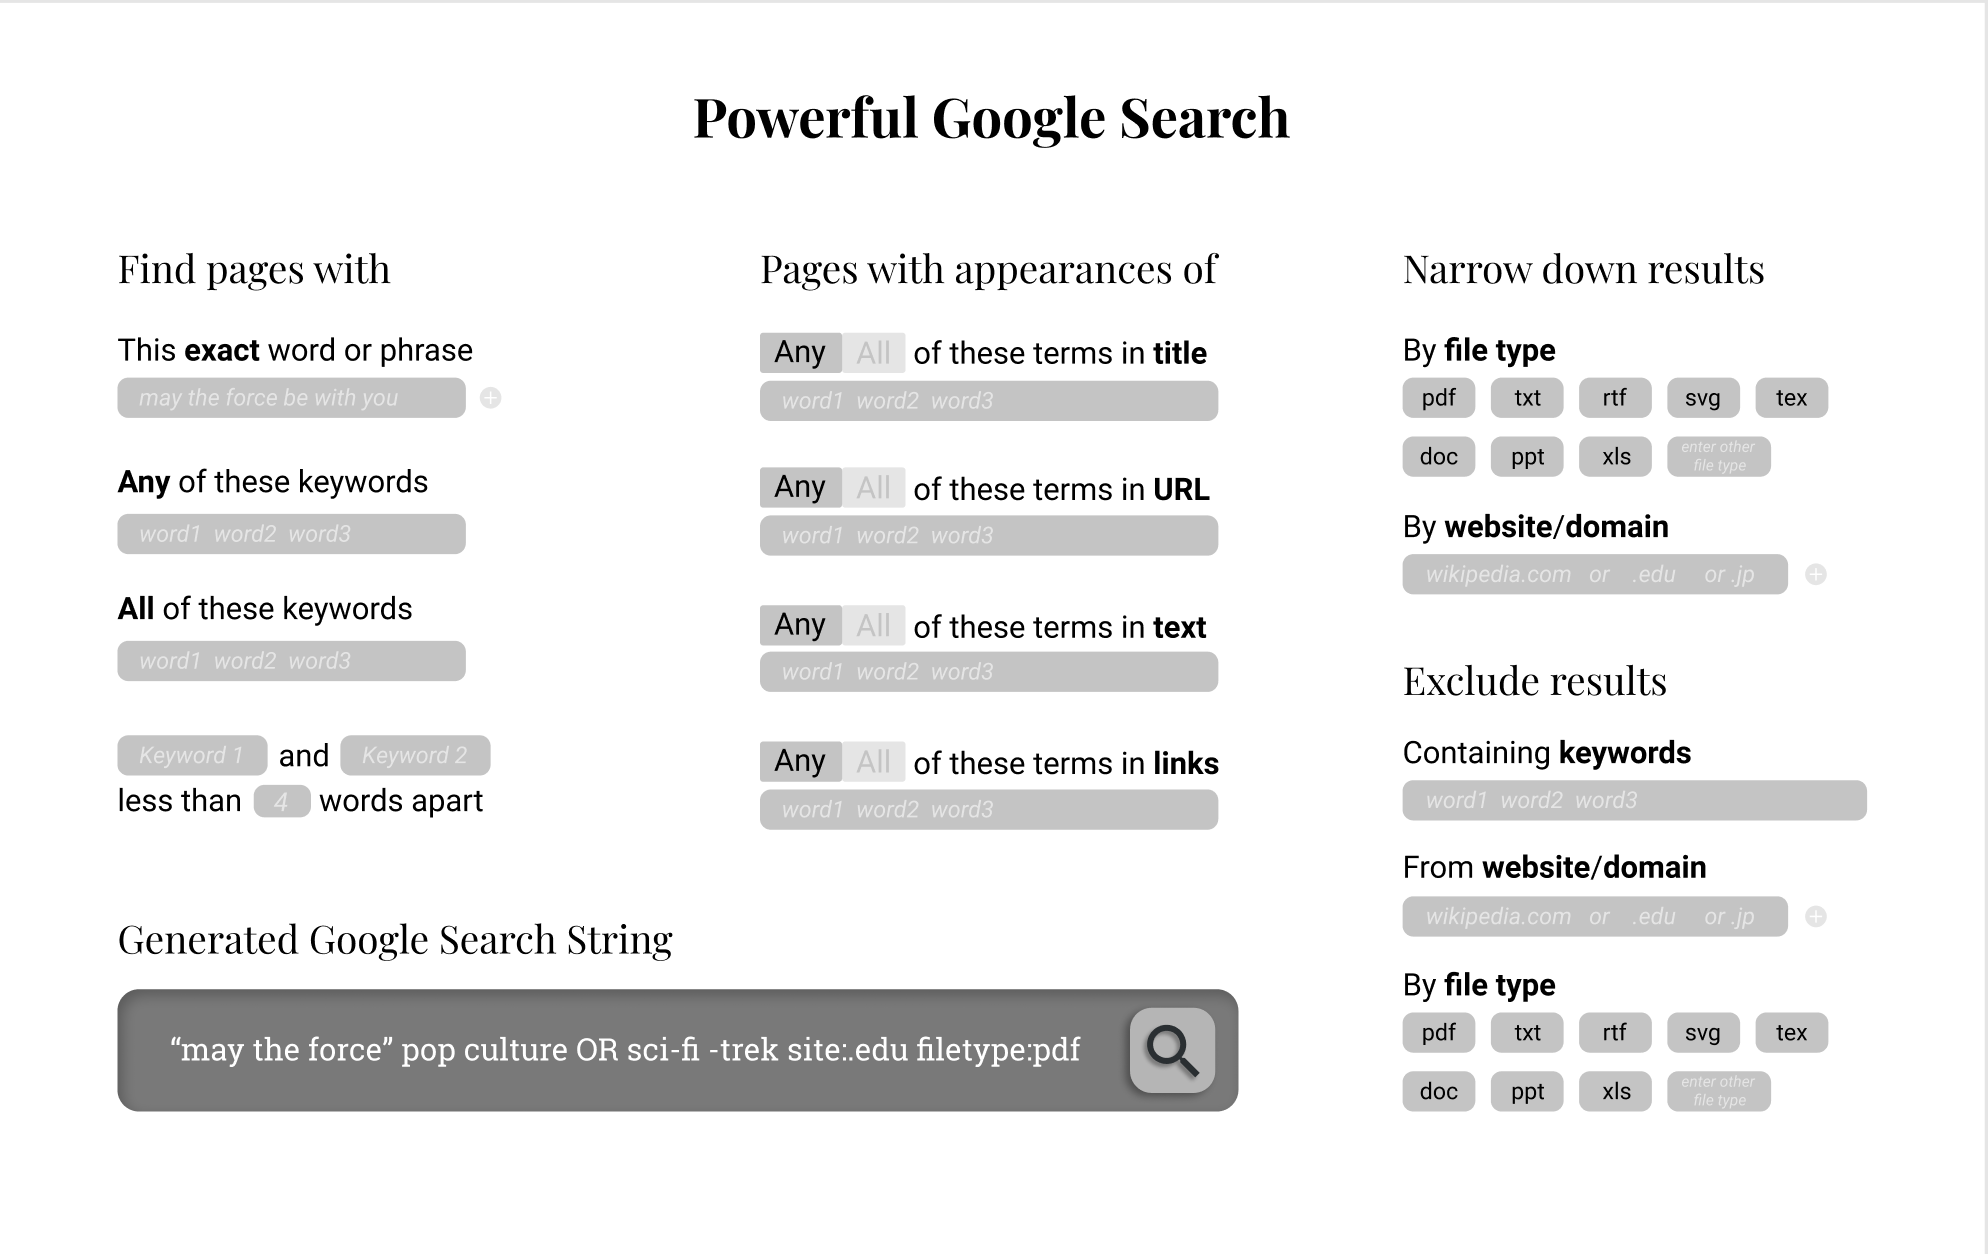 Powerful Google Search
Find pages with
This exact word or phrase
may the force be with you
Any of these keywords
word1 word2 word3
All of these keywords
word1 word2 word3
Keyword 1 and Keyword 2
less than 4 words apart
Pages with appearances of
Any All of these terms in title
word1 word2 word3
Any All of these terms in URL
word1 word2 word3
Any All of these terms in text
word1 word2 word3
Any All of these terms in links
word1 word2 word3
Narrow down results
By file type
pdf txt rtf svg tex
doc ppt xls enter other file type
By website/domain
wikipedia.com or .edu or .jp
Exclude results
Containing keywords
word1 word2 word3
From website/domain
wikipedia.com or .edu or .jp
By file type
pdf txt rtf svg tex
doc ppt xls enter other file type
Generated Google Search String
“may the force” pop culture OR sci-fi -trek site:.edu filetype:pdf